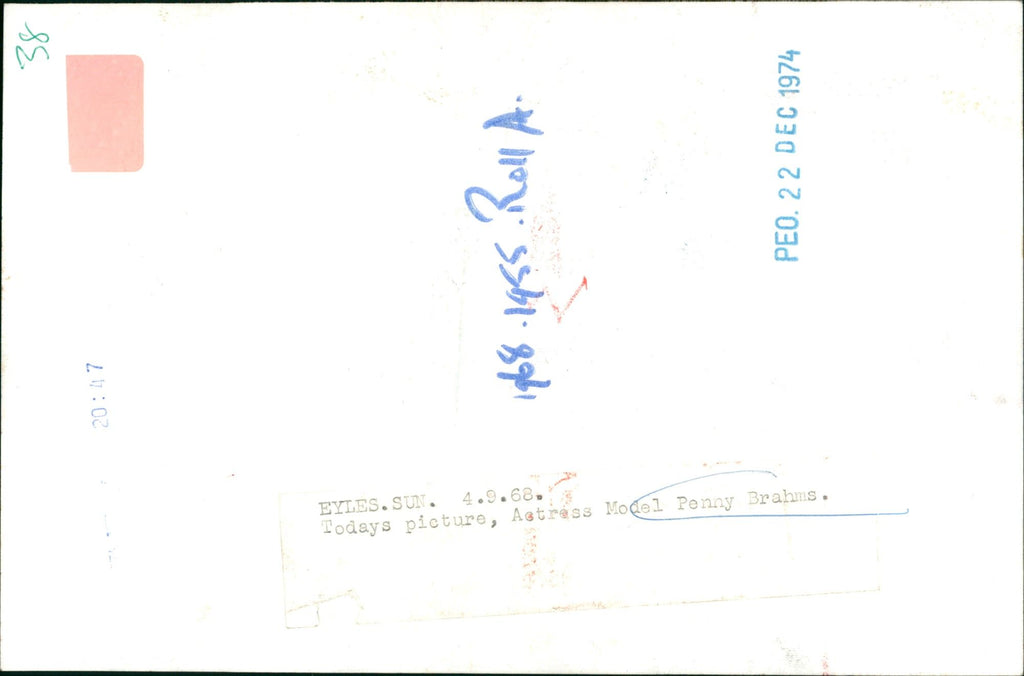 38
PEO. 22 DEC 1974
1968.1455.Roll A.
20:47
EYLES.SUN. 4.9.68.
Todays picture, Actress Model Penny Brahms.